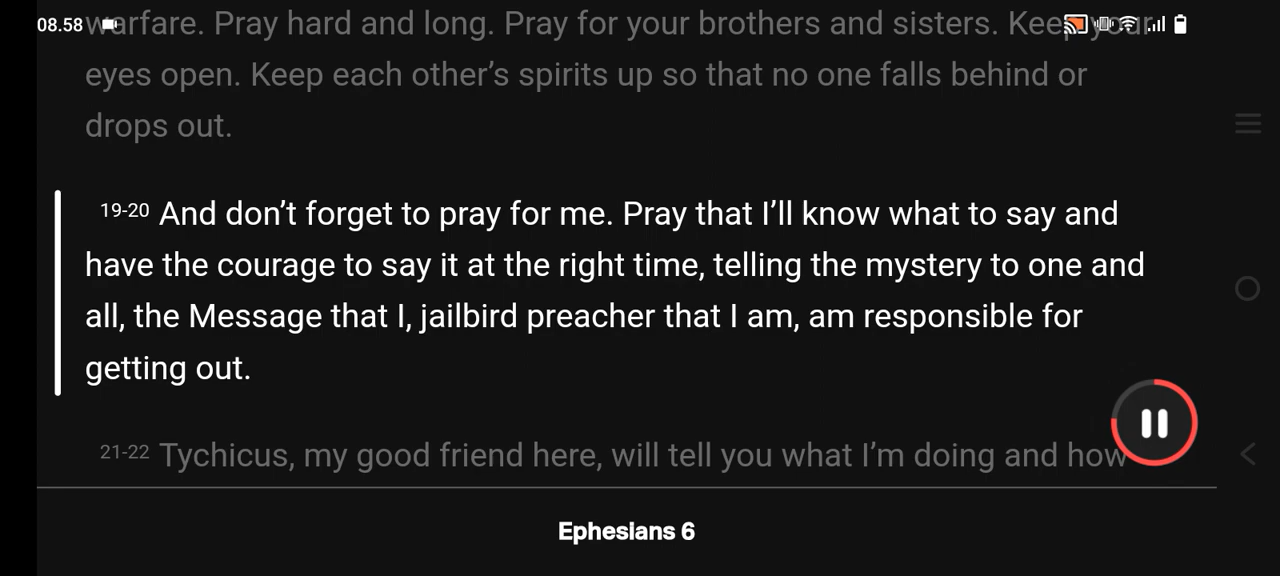 08.58
warfare. Pray hard and long. Pray for your brothers and sisters. Keep your
eyes open. Keep each other’s spirits up so that no one falls behind or
drops out.
19-20 And don’t forget to pray for me. Pray that I’ll know what to say and
have the courage to say it at the right time, telling the mystery to one and
all, the Message that I, jailbird preacher that I am, am responsible for
getting out.
21-22 Tychicus, my good friend here, will tell you what I’m doing and how
Ephesians 6